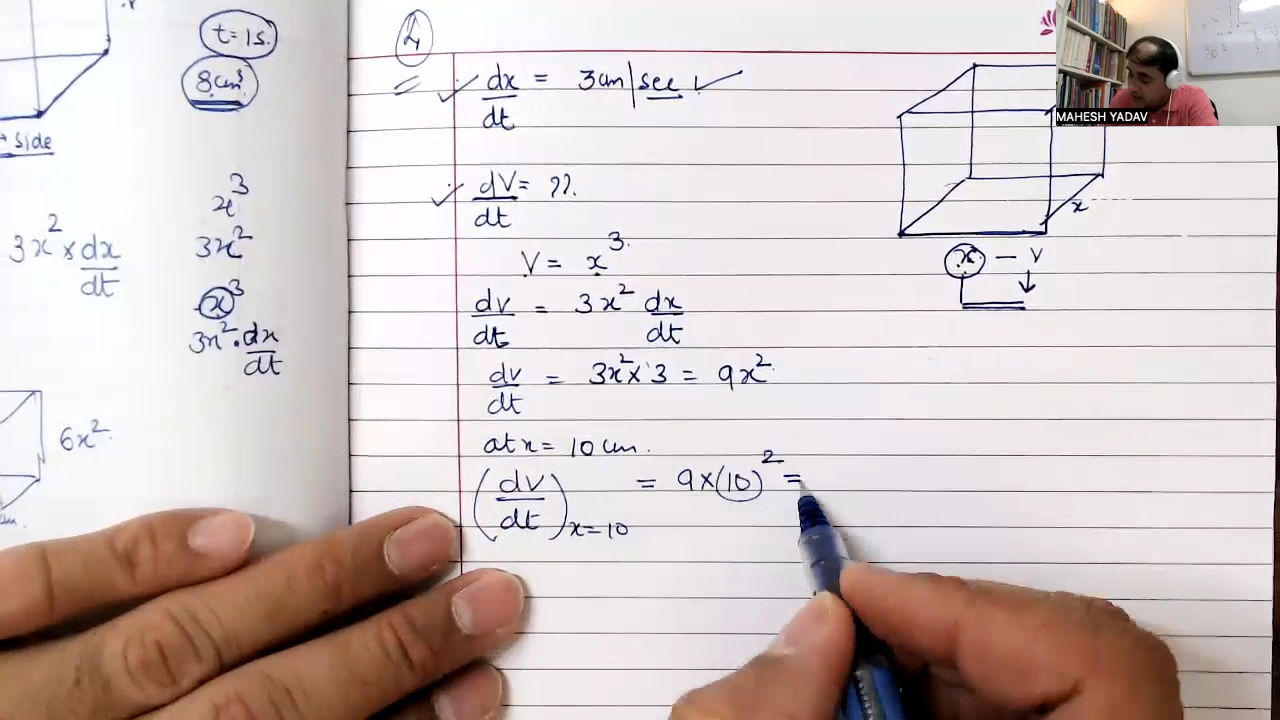 t=1s.
8cm³
side
x³
3x² × dx/dt
3x²
x³
3x² · dx/dt
6x²
2
dx/dt = 3cm/sec
dV/dt = ??
V = x³
dv/dt = 3x² dx/dt
dv/dt = 3x² × 3 = 9x²
at x = 10 cm.
(dv/dt)x=10 = 9×(10)² =
MAHESH YADAV
x
x — V